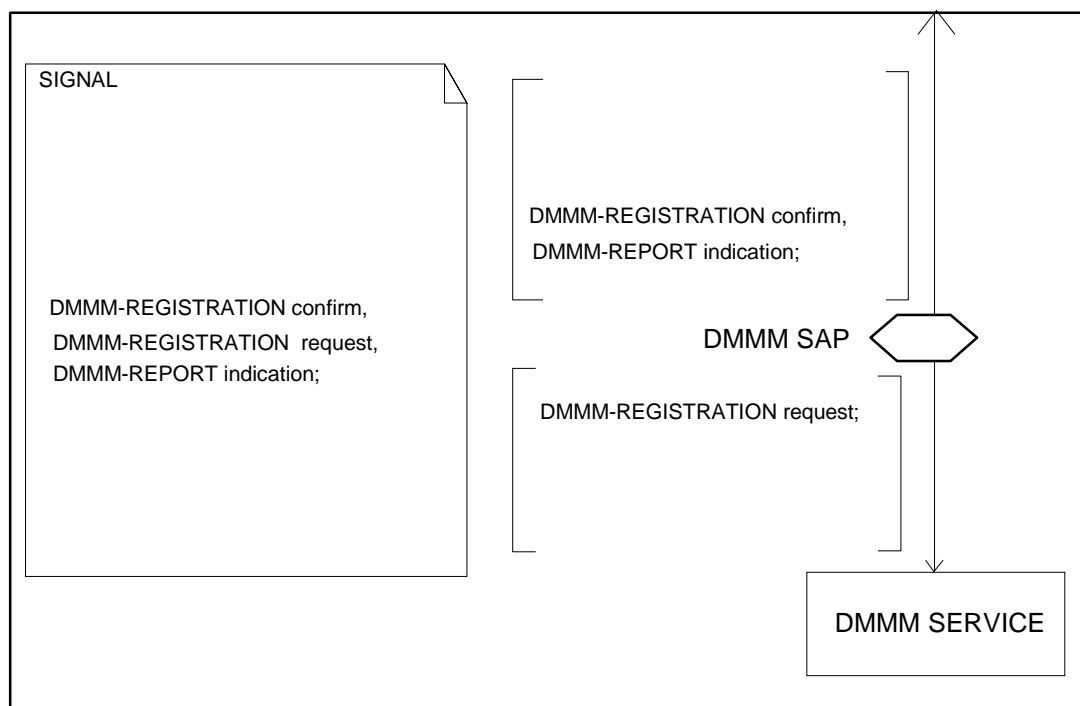 SIGNAL
DMMM-REGISTRATION confirm,
DMMM-REGISTRATION request,
DMMM-REPORT indication;
DMMM-REGISTRATION confirm,
DMMM-REPORT indication;
DMMM SAP
DMMM-REGISTRATION request;
DMMM SERVICE